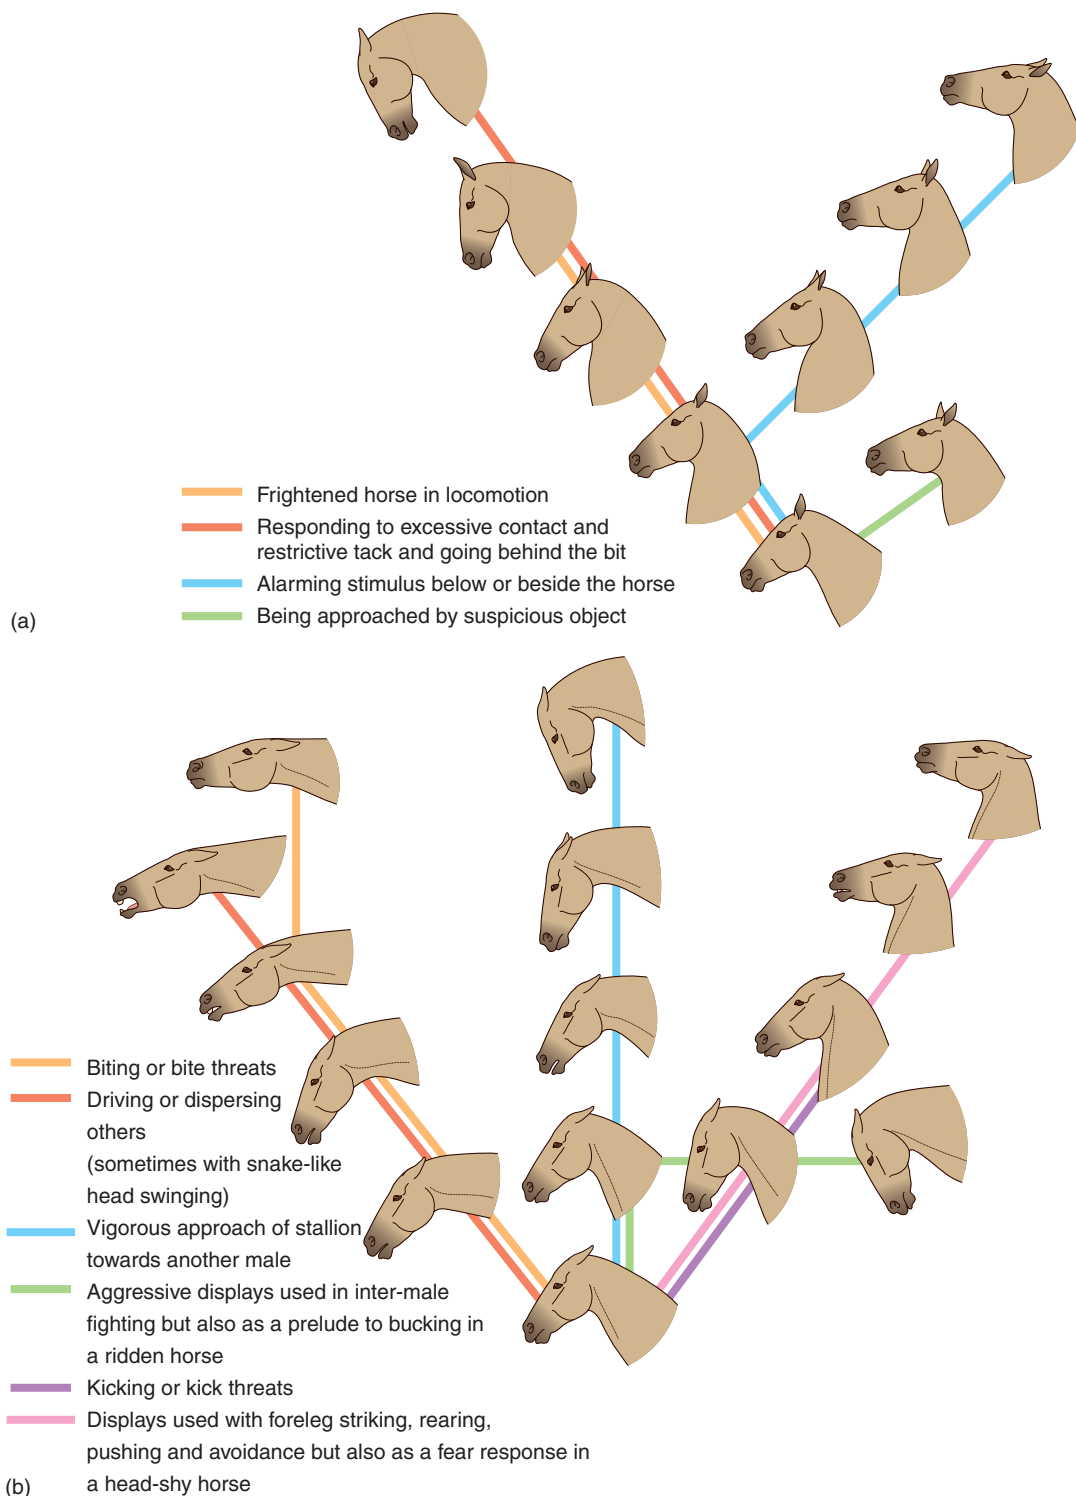 Frightened horse in locomotion
Responding to excessive contact and
restrictive tack and going behind the bit
Alarming stimulus below or beside the horse
Being approached by suspicious object
(a)
Biting or bite threats
Driving or dispersing
others
(sometimes with snake-like
head swinging)
Vigorous approach of stallion
towards another male
Aggressive displays used in inter-male
fighting but also as a prelude to bucking in
a ridden horse
Kicking or kick threats
Displays used with foreleg striking, rearing,
pushing and avoidance but also as a fear response in
a head-shy horse
(b)